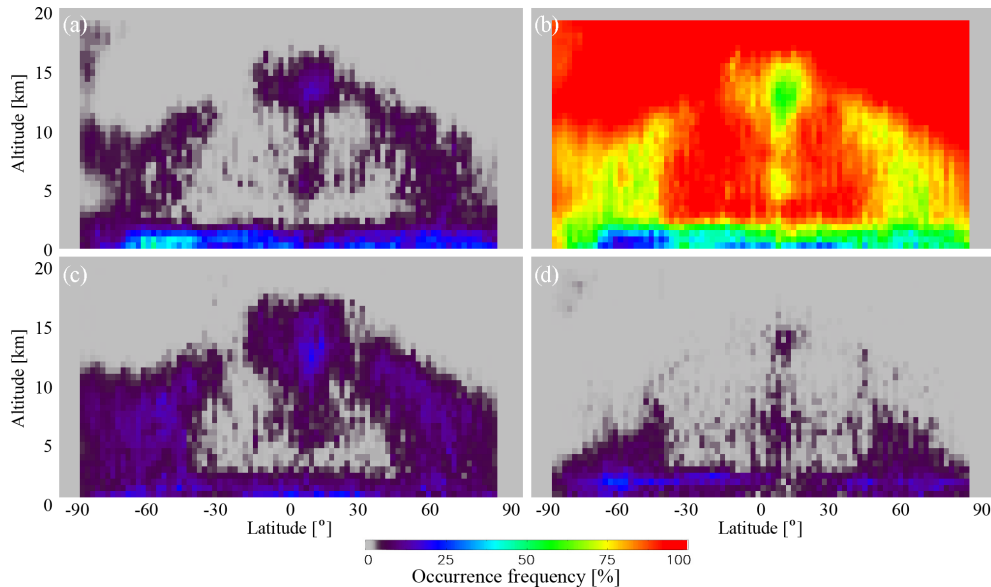 20
(a)
(b)
15
Altitude [km]
10
5
0
20
(c)
(d)
15
Altitude [km]
10
5
0
-90 -60 -30 0 30 60 90 -90 -60 -30 0 30 60 90
Latitude [°] Latitude [°]
0 25 50 75 100
Occurrence frequency [%]